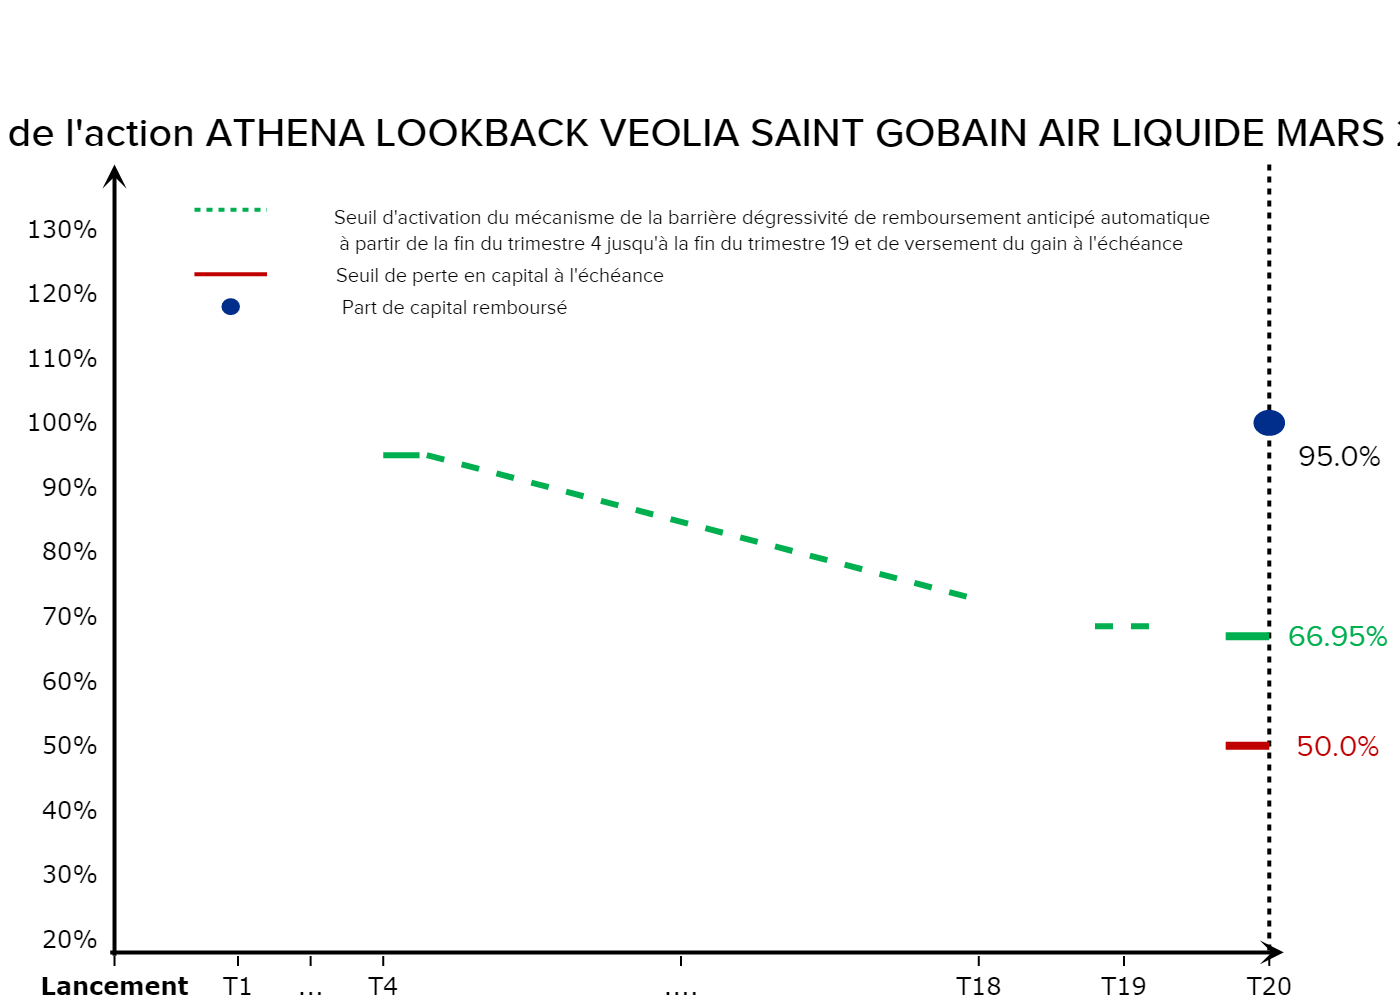 de l'action ATHENA LOOKBACK VEOLIA SAINT GOBAIN AIR LIQUIDE MARS
Seuil d'activation du mécanisme de la barrière dégressivité de remboursement anticipé automatique
à partir de la fin du trimestre 4 jusqu'à la fin du trimestre 19 et de versement du gain à l'échéance
Seuil de perte en capital à l'échéance
Part de capital remboursé
130%
120%
110%
100%
90%
80%
70%
60%
50%
40%
30%
20%
95.0%
66.95%
50.0%
Lancement T1 ... T4 .... T18 T19 T20